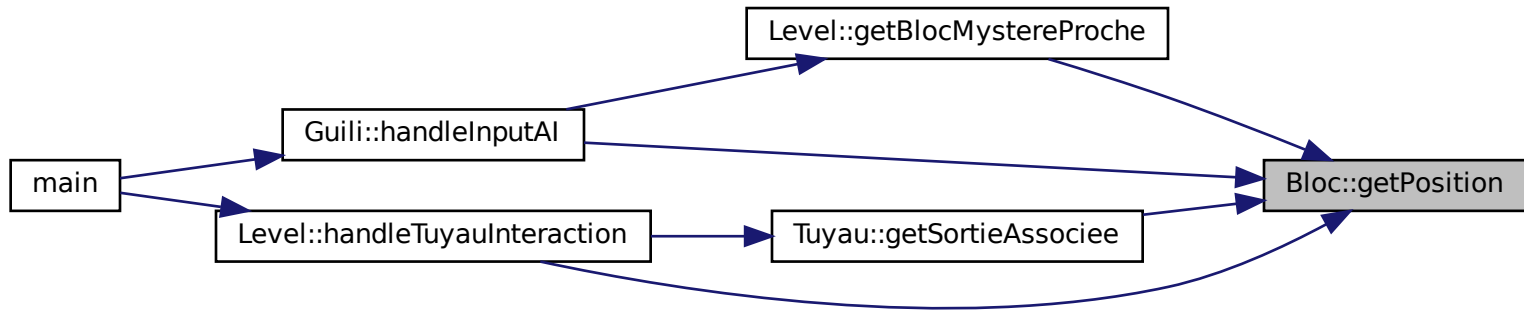 Level::getBlocMystereProche
Guili::handleInputAI
main
Bloc::getPosition
Level::handleTuyauInteraction
Tuyau::getSortieAssociee